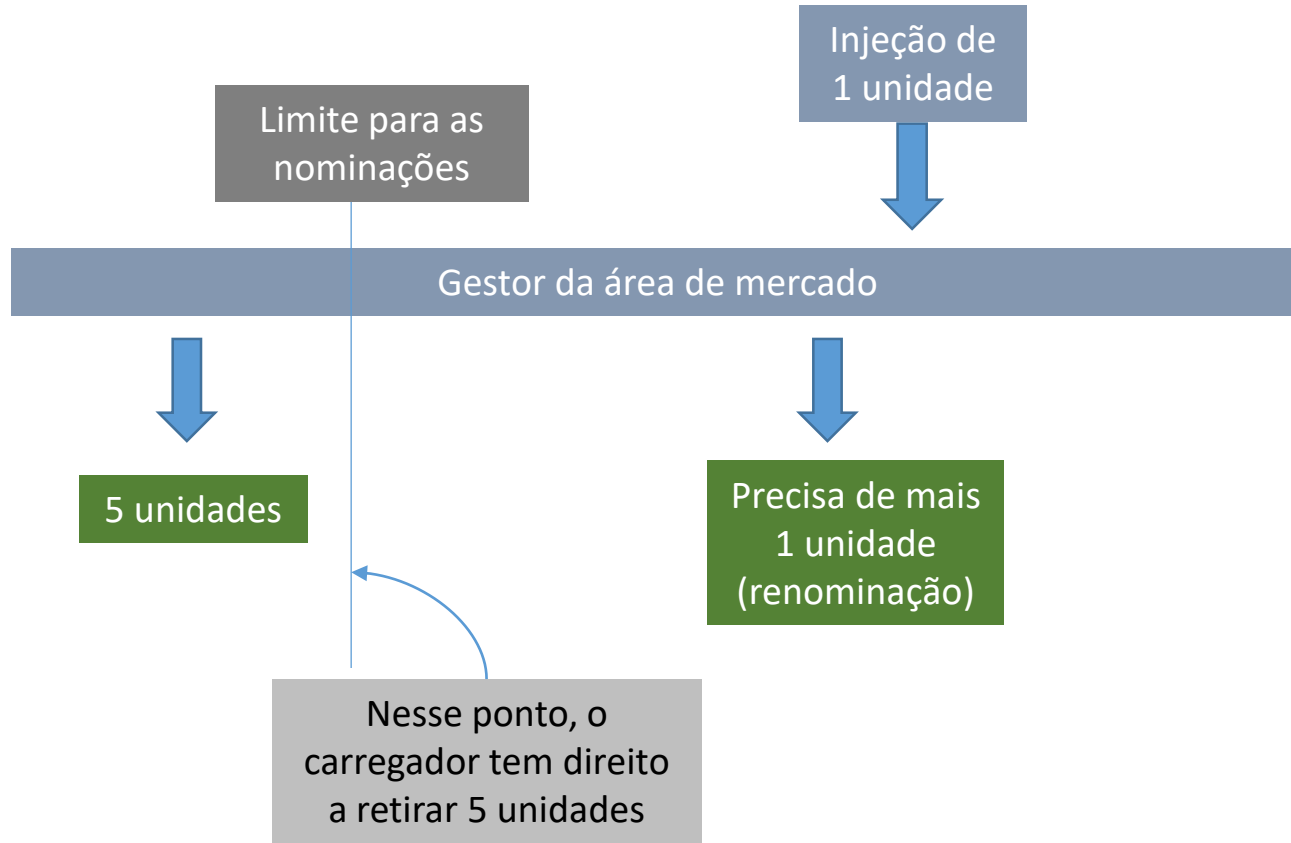 Injeção de
1 unidade
Limite para as
nominações
Gestor da área de mercado
5 unidades
Precisa de mais
1 unidade
(renominação)
Nesse ponto, o
carregador tem direito
a retirar 5 unidades